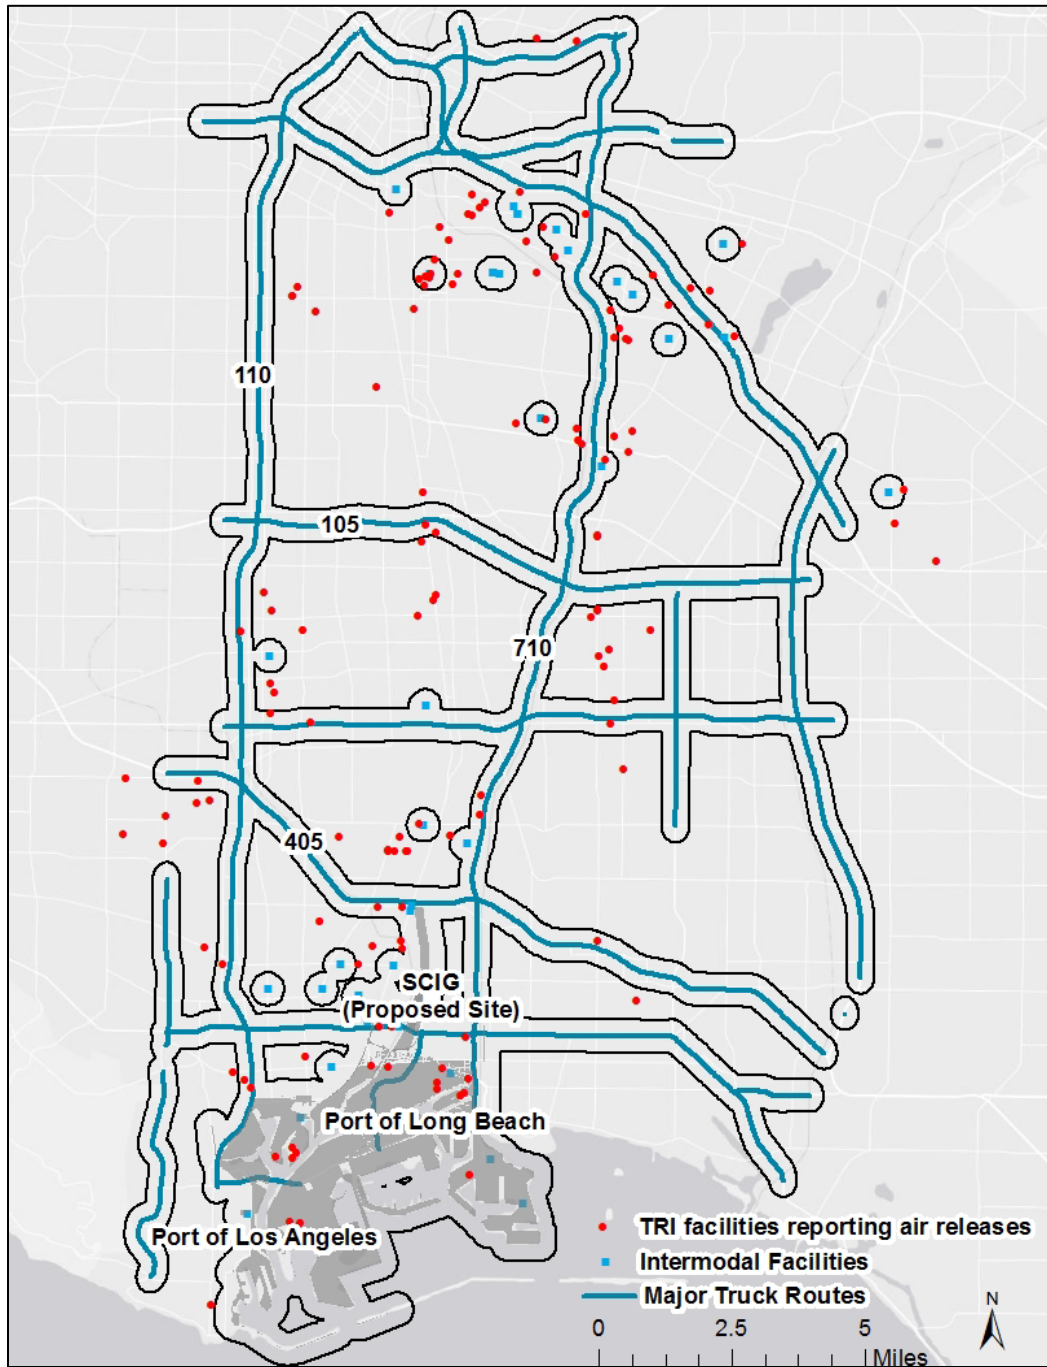 110
105
710
405
SCIG
(Proposed Site)
Port of Long Beach
Port of Los Angeles
TRI facilities reporting air releases
Intermodal Facilities
Major Truck Routes
N
0 2.5 5
Miles